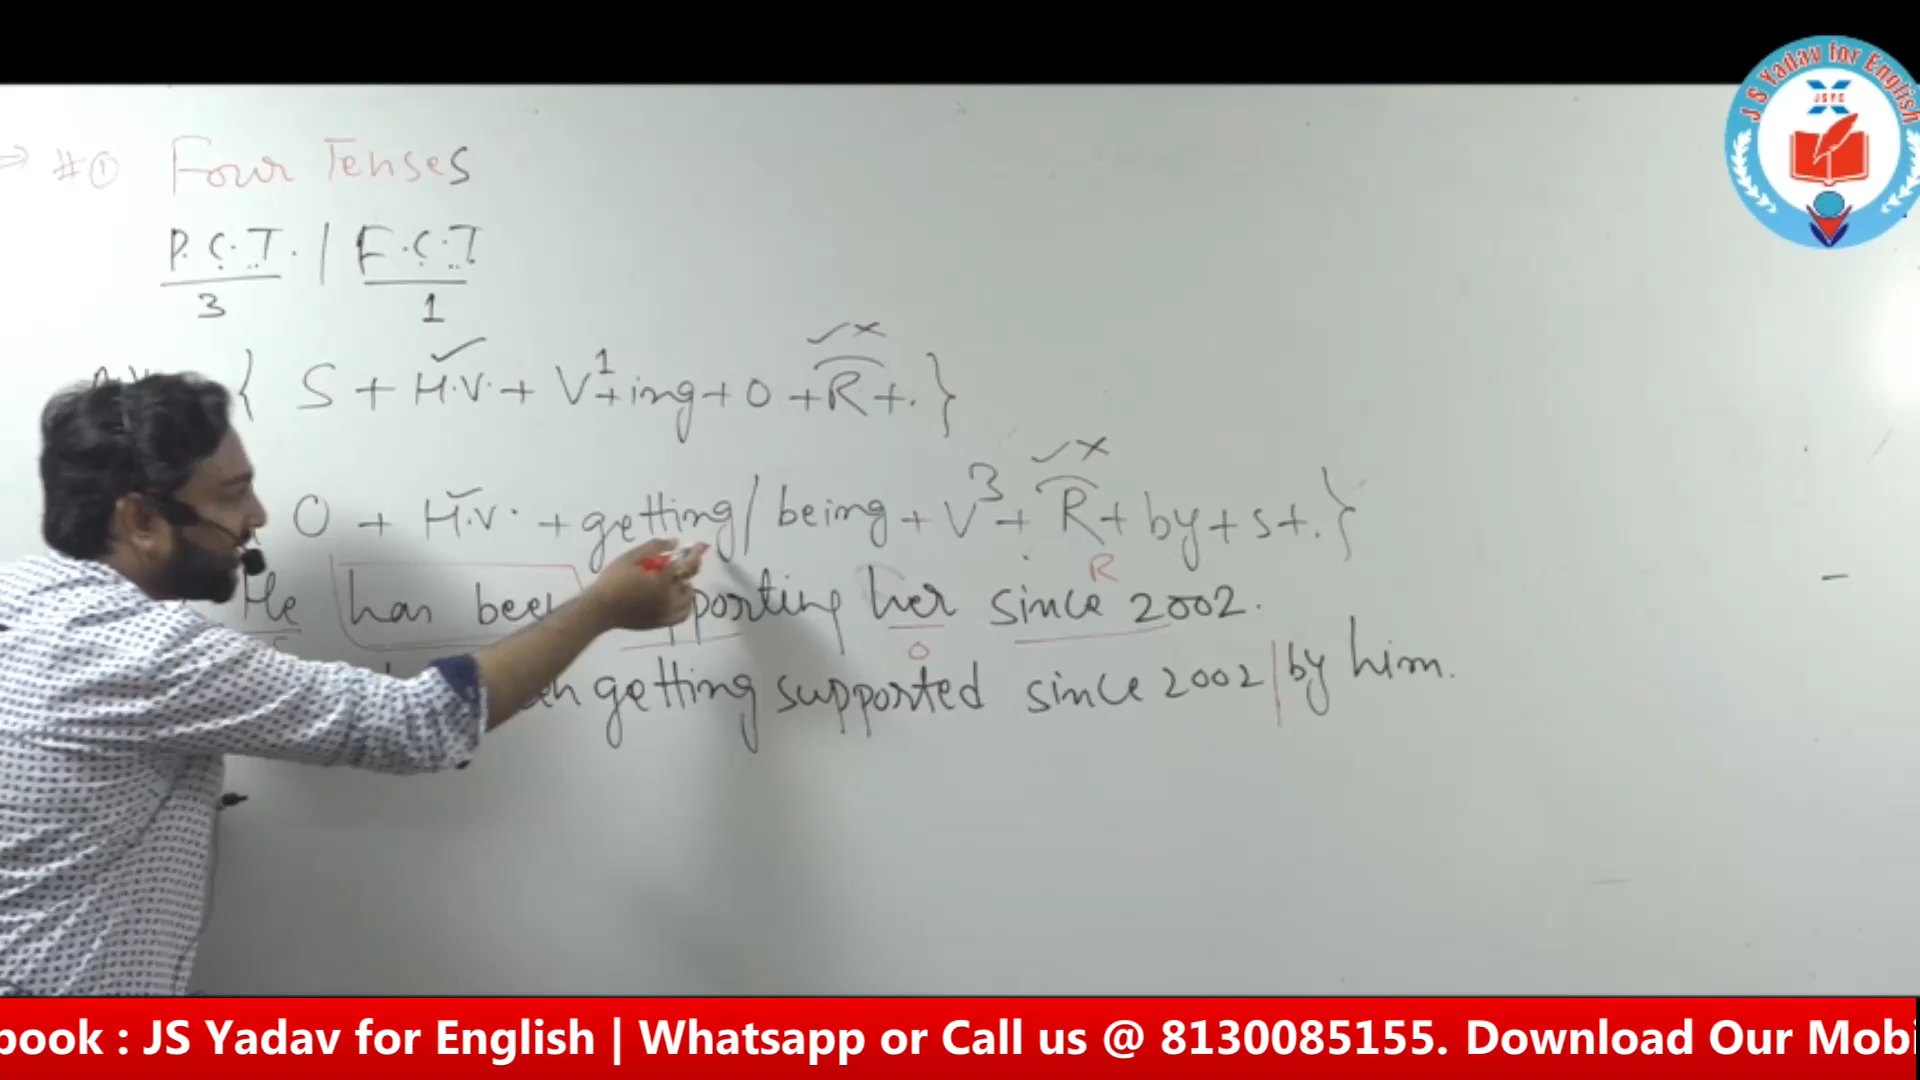 ⇒ #① Four Tenses
P.C.T. / F.C.T
3 1
{ S + H.V. + V¹+ing + O + R +. }
O + H.V. + getting / being + V³ + R + by + s +. }
R
He has been porting her since 2002.
S O
getting supported since 2002 | by him.
J S Yadav for English
JSYE
book : JS Yadav for English | Whatsapp or Call us @ 8130085155. Download Our Mobi